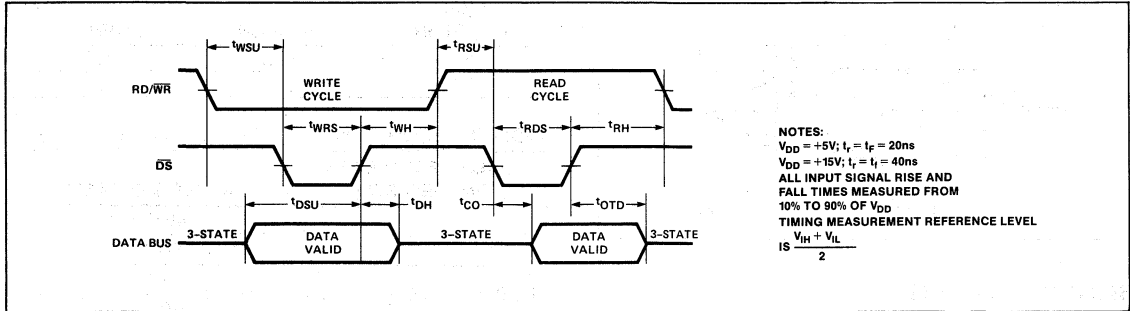 tWSU
tRSU
RD/W̅R̅
WRITE
CYCLE
READ
CYCLE
tWRS
tWH
tRDS
tRH
D̅S̅
tDSU
tDH
tCO
tOTD
DATA BUS
3-STATE
DATA
VALID
3-STATE
DATA
VALID
3-STATE
NOTES:
VDD = +5V; tr = tF = 20ns
VDD = +15V; tr = tf = 40ns
ALL INPUT SIGNAL RISE AND
FALL TIMES MEASURED FROM
10% TO 90% OF VDD
TIMING MEASUREMENT REFERENCE LEVEL
IS VIH + VIL
2